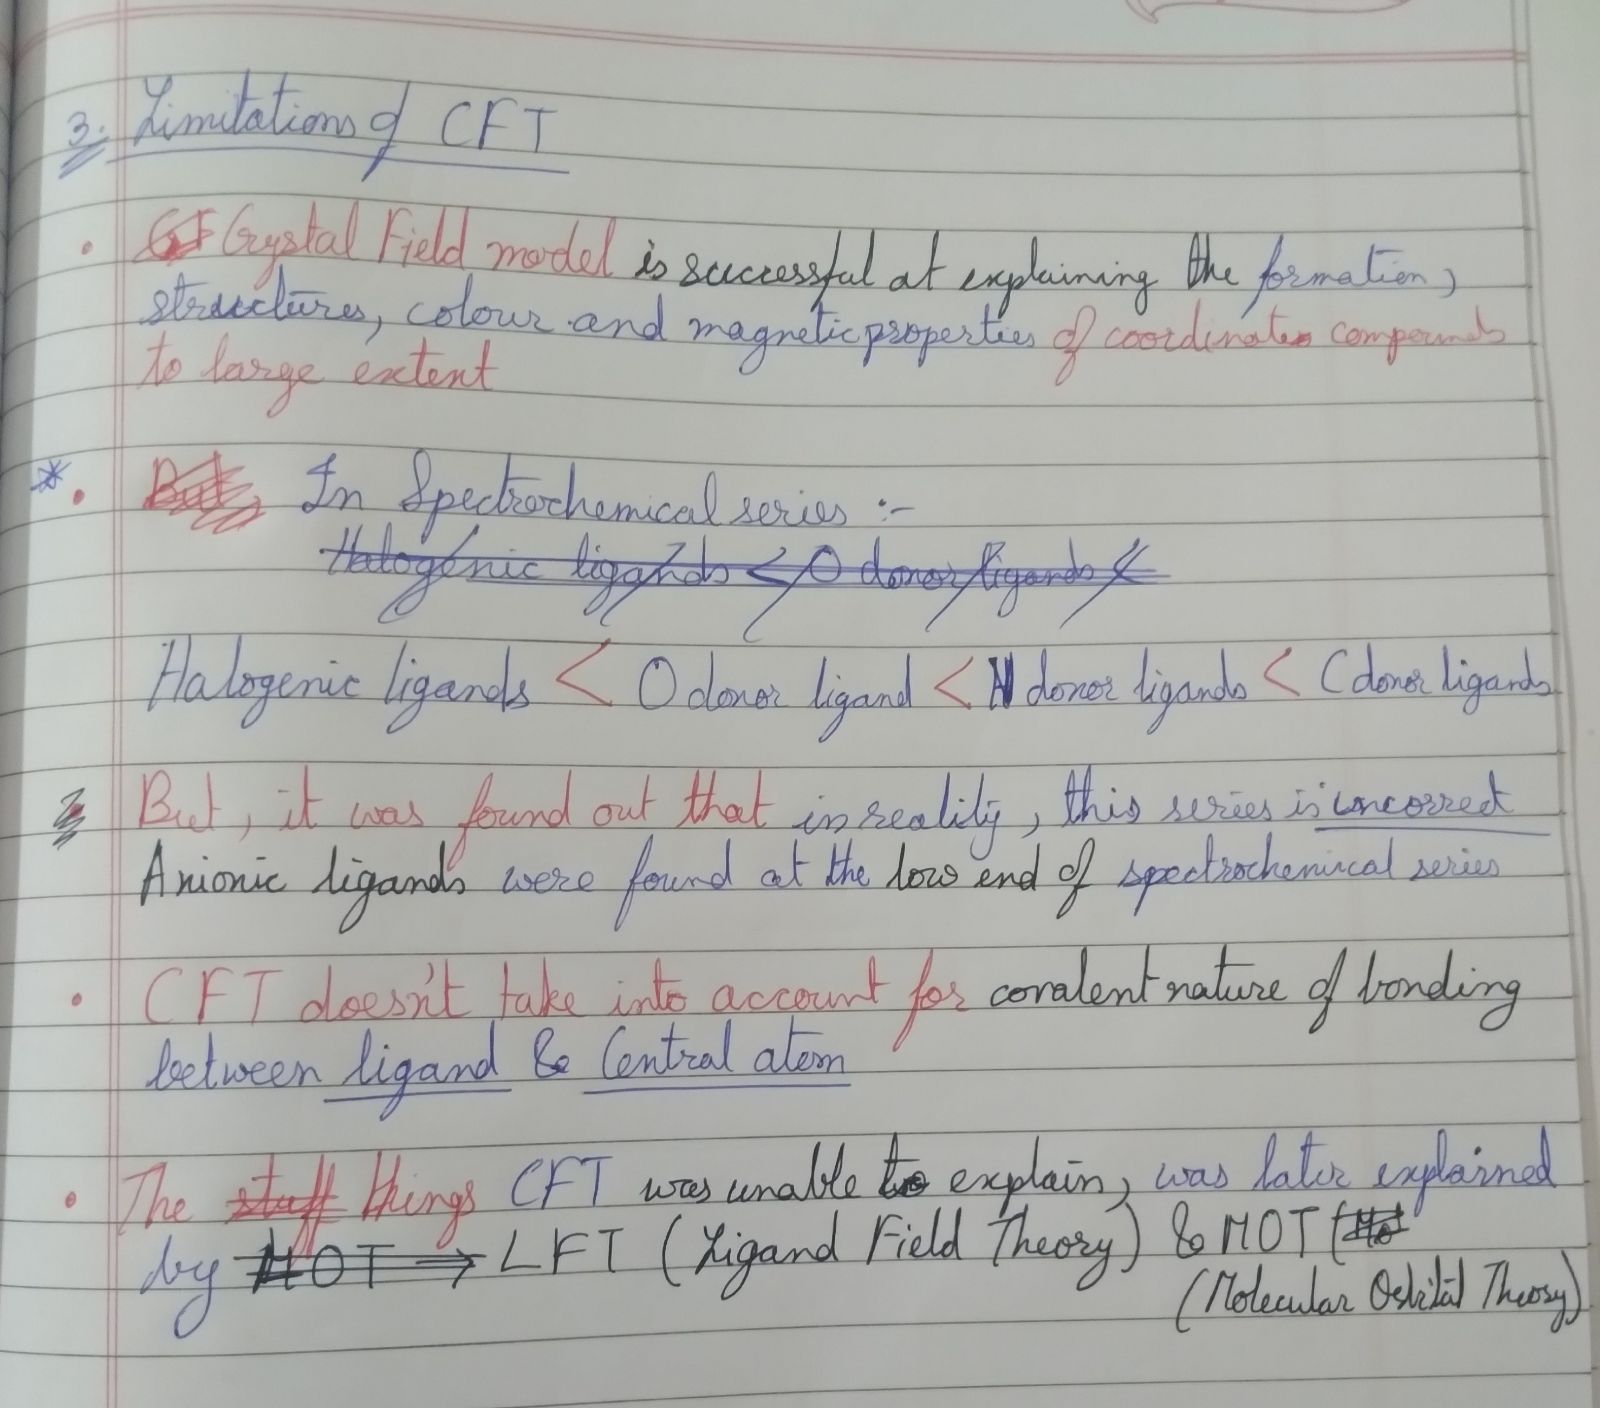 3. Limitations of CFT
• Crystal Field model is successful at explaining the formation,
structures, colour and magnetic properties of coordinates compounds
to large extent
* • But, In Spectrochemical series :-
Halogenic ligands < O donor ligands <
Halogenic ligands < O donor ligand < N donor ligands < C donor ligands
But, it was found out that in reality, this series is incorrect
Anionic ligands were found at the low end of spectrochemical series
• CFT doesn't take into account for covalent nature of bonding
between ligand & Central atom
• The stuff things CFT was unable to explain, was later explained
by MOT → LFT (Ligand Field Theory) & MOT (
(Molecular Orbital Theory)